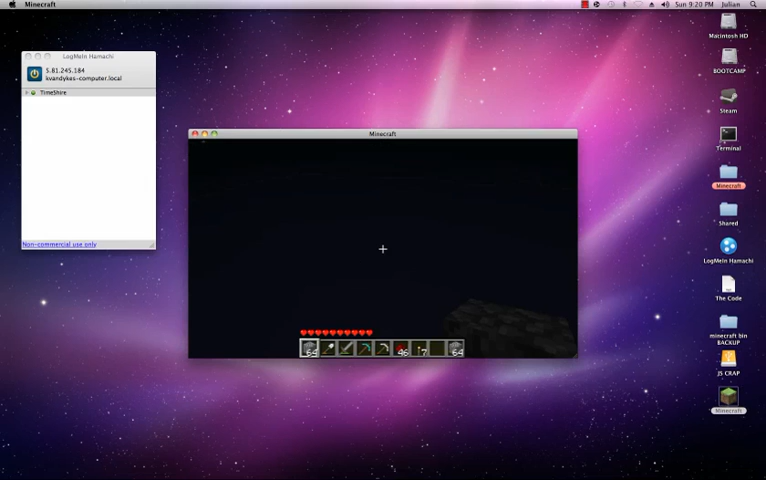 Minecraft
Sun 9:20 PM
Julian
LogMeIn Hamachi
5.81.245.184
kvandykes-computer.local
TimeShire
Non-commercial use only
Minecraft
64
46
7
64
Macintosh HD
BOOTCAMP
Steam
Terminal
Minecraft
Shared
LogMeIn Hamachi
The Code
minecraft bin
BACKUP
JS CRAP
Minecraft